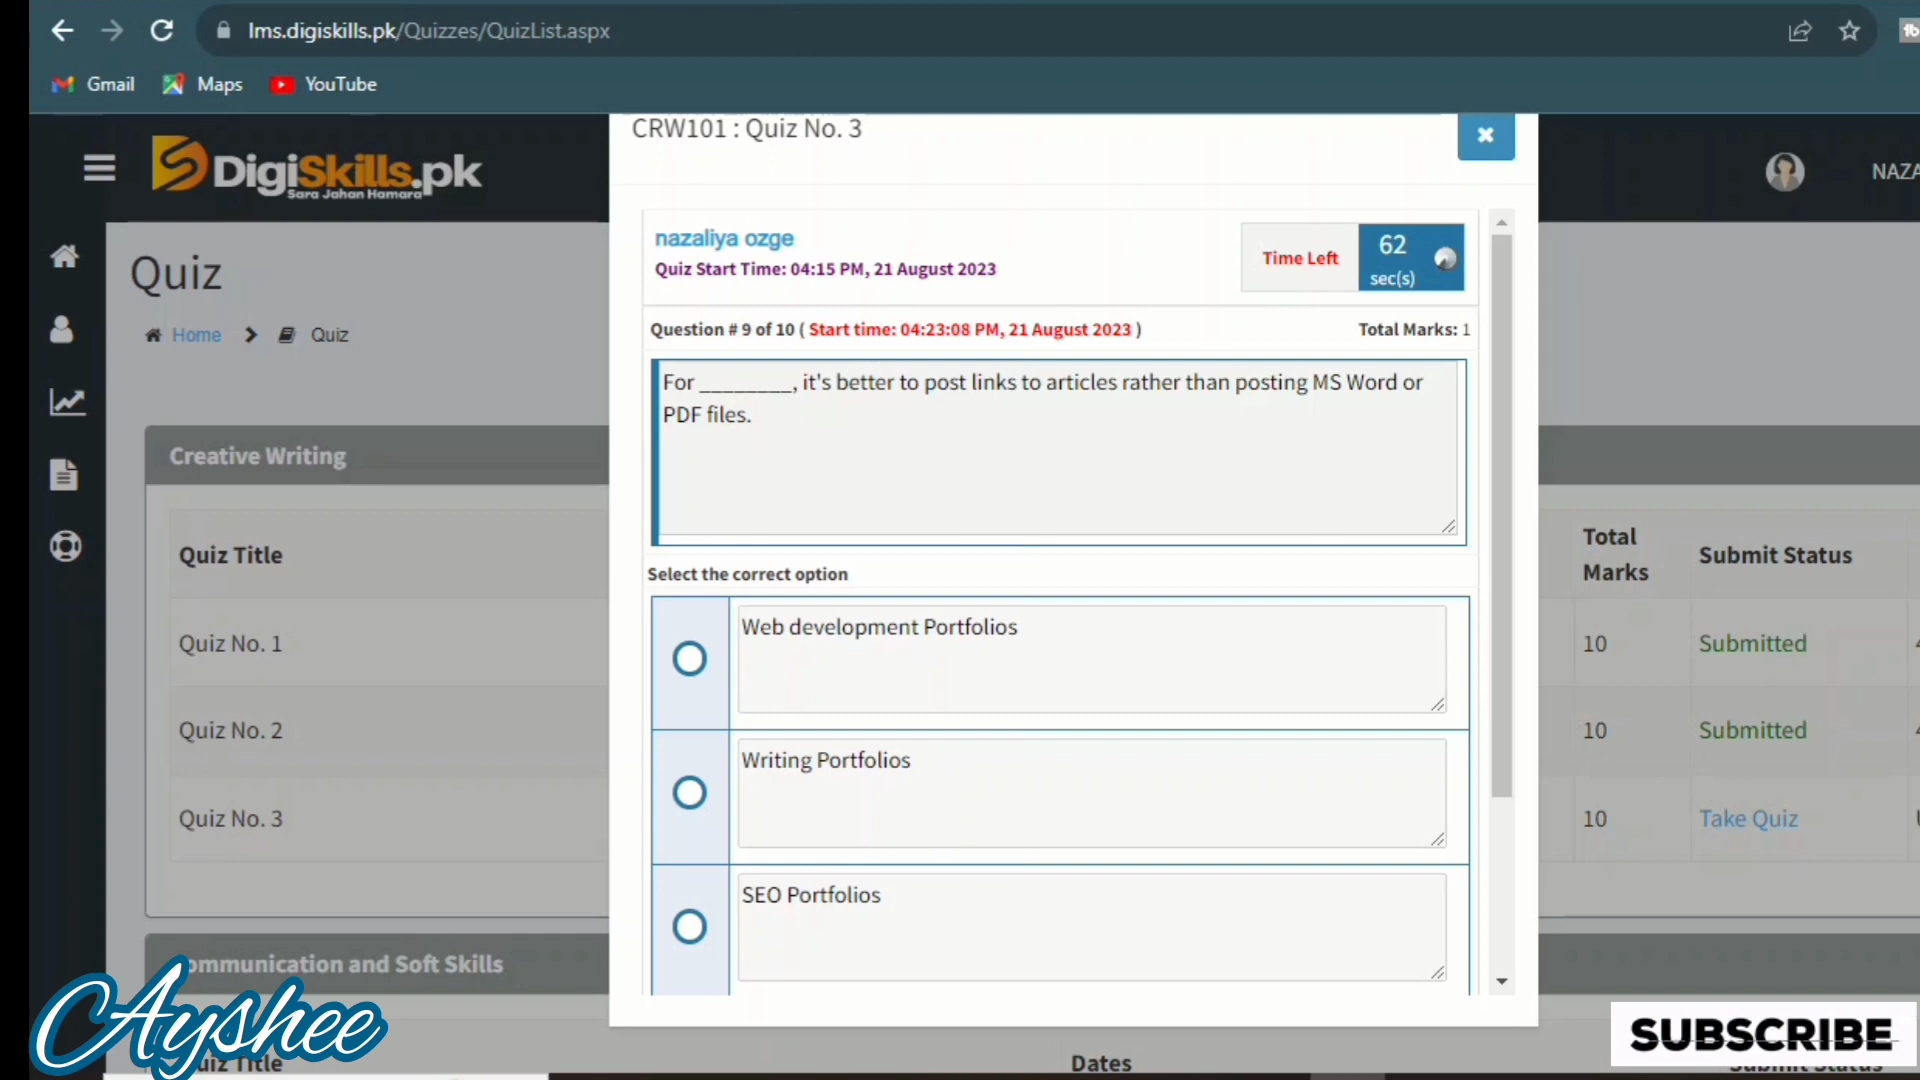 lms.digiskills.pk/Quizzes/QuizList.aspx
Gmail
Maps
YouTube
CRW101 : Quiz No. 3
DigiSkills.pk
Sara Jahan Hamara
NAZA
nazaliya ozge
Quiz Start Time: 04:15 PM, 21 August 2023
Time Left
62
sec(s)
Quiz
Home
Quiz
Question # 9 of 10 ( Start time: 04:23:08 PM, 21 August 2023 )
Total Marks: 1
For ________, it's better to post links to articles rather than posting MS Word or
PDF files.
Creative Writing
Quiz Title
Total
Marks
Submit Status
Select the correct option
Web development Portfolios
Writing Portfolios
SEO Portfolios
Quiz No. 1
10
Submitted
Quiz No. 2
10
Submitted
Quiz No. 3
10
Take Quiz
ommunication and Soft Skills
Ayshee
SUBSCRIBE
uiz Title
Dates
Submit Status